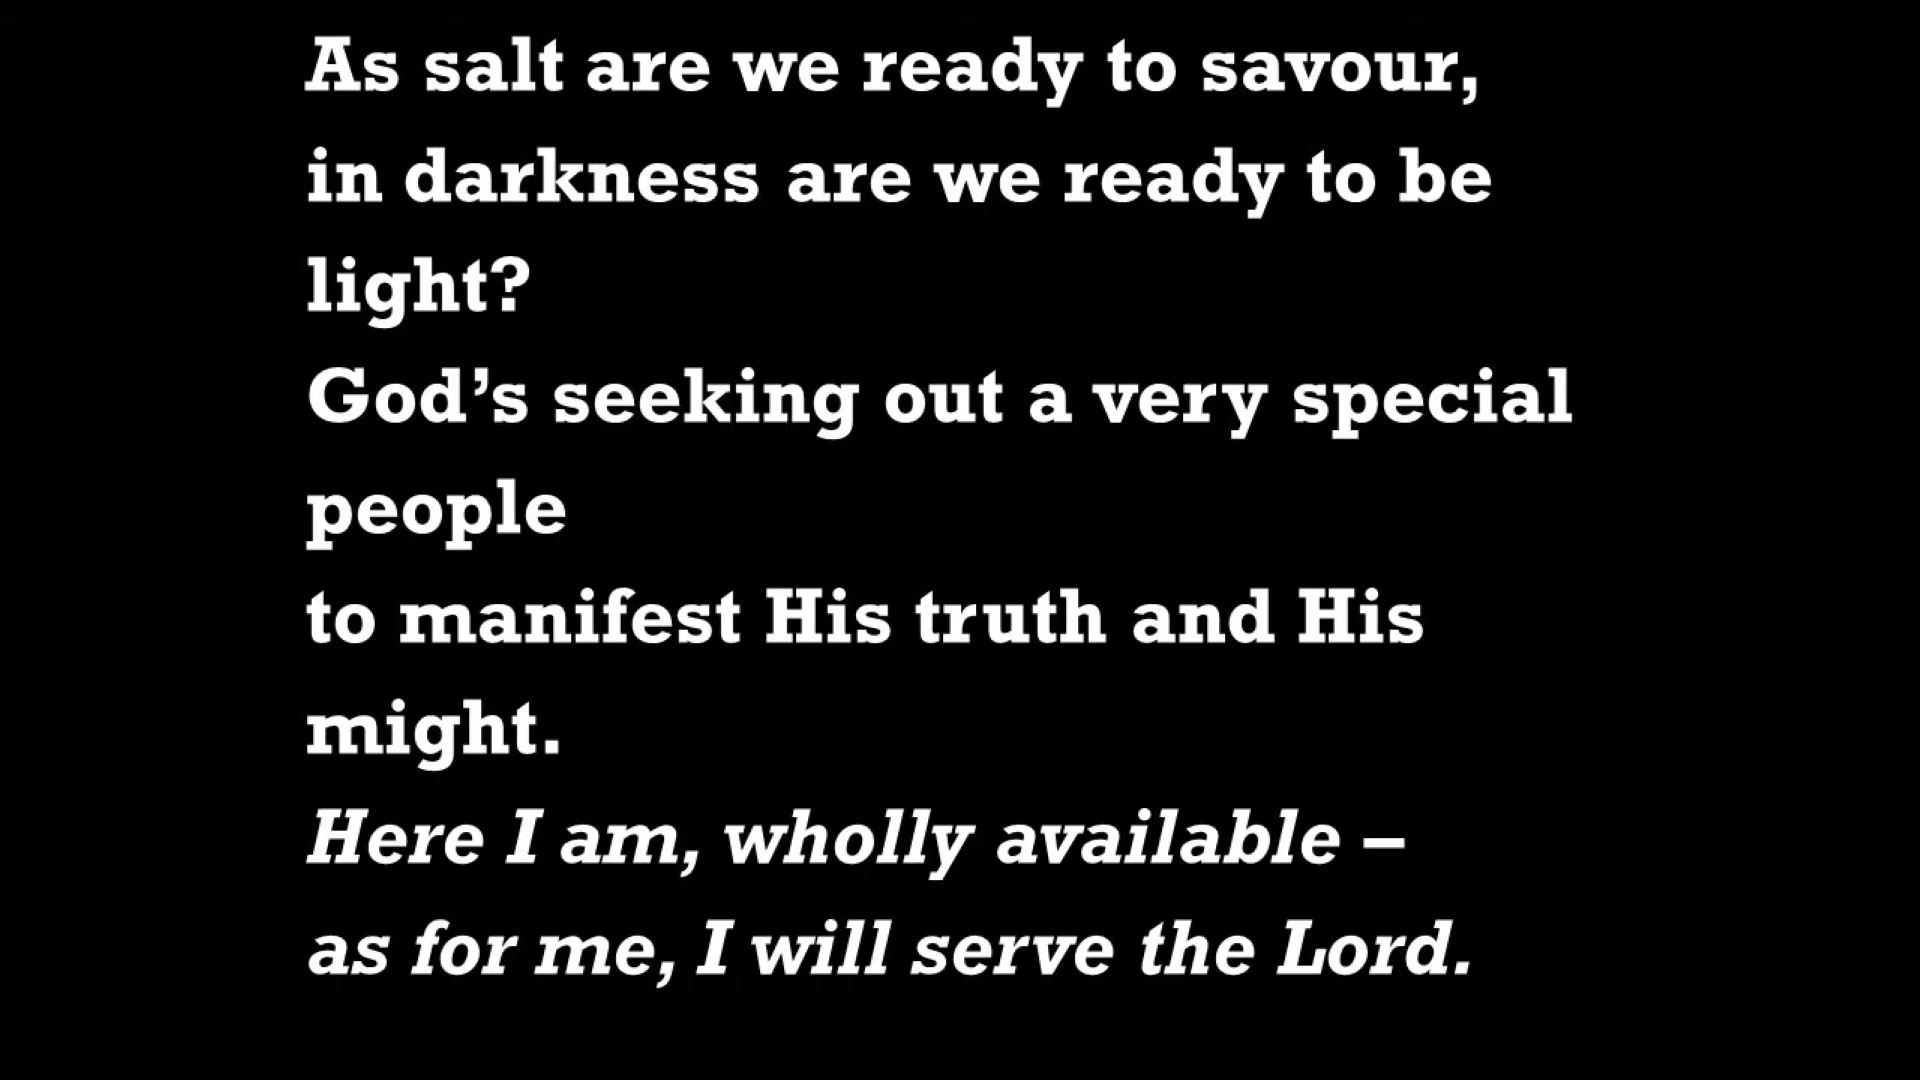 As salt are we ready to savour,
in darkness are we ready to be
light?
God’s seeking out a very special
people
to manifest His truth and His
might.
Here I am, wholly available –
as for me, I will serve the Lord.